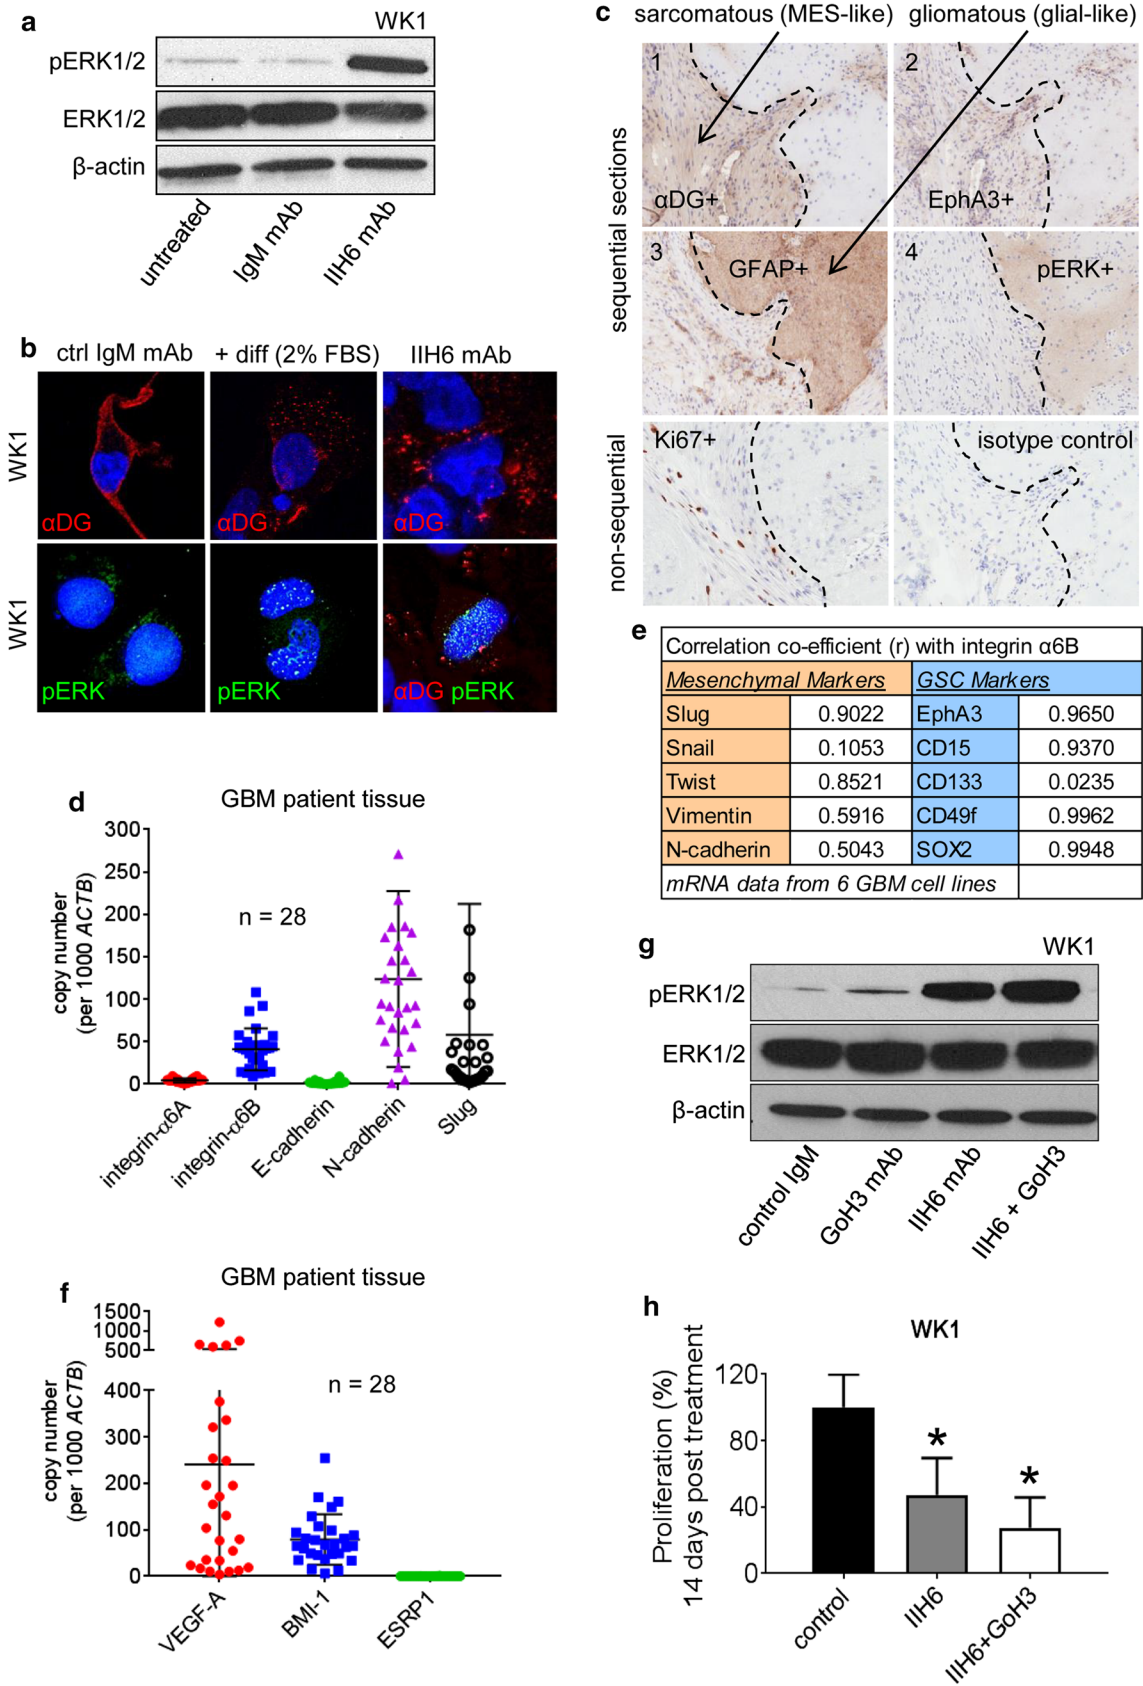 a
WK1
pERK1/2
ERK1/2
β-actin
untreated
IgM mAb
IIH6 mAb
b
ctrl IgM mAb
+ diff (2% FBS)
IIH6 mAb
WK1
αDG
αDG
αDG
WK1
pERK
pERK
αDG pERK
c
sarcomatous (MES-like)
gliomatous (glial-like)
sequential sections
1
αDG+
2
EphA3+
3
GFAP+
4
pERK+
non-sequential
Ki67+
isotype control
d
GBM patient tissue
copy number
(per 1000 ACTB)
300
250
200
150
100
50
0
n = 28
integrin-α6A
integrin-α6B
E-cadherin
N-cadherin
Slug
e
Correlation co-efficient (r) with integrin α6B
Mesenchymal Markers GSC Markers
Slug 0.9022 EphA3 0.9650
Snail 0.1053 CD15 0.9370
Twist 0.8521 CD133 0.0235
Vimentin 0.5916 CD49f 0.9962
N-cadherin 0.5043 SOX2 0.9948
mRNA data from 6 GBM cell lines
f
GBM patient tissue
copy number
(per 1000 ACTB)
1500
1000
500
400
300
200
100
0
n = 28
VEGF-A
BMI-1
ESRP1
g
WK1
pERK1/2
ERK1/2
β-actin
control IgM
GoH3 mAb
IIH6 mAb
IIH6 + GoH3
h
WK1
Proliferation (%)
14 days post treatment
120
80
40
0
*
*
control
IIH6
IIH6+GoH3